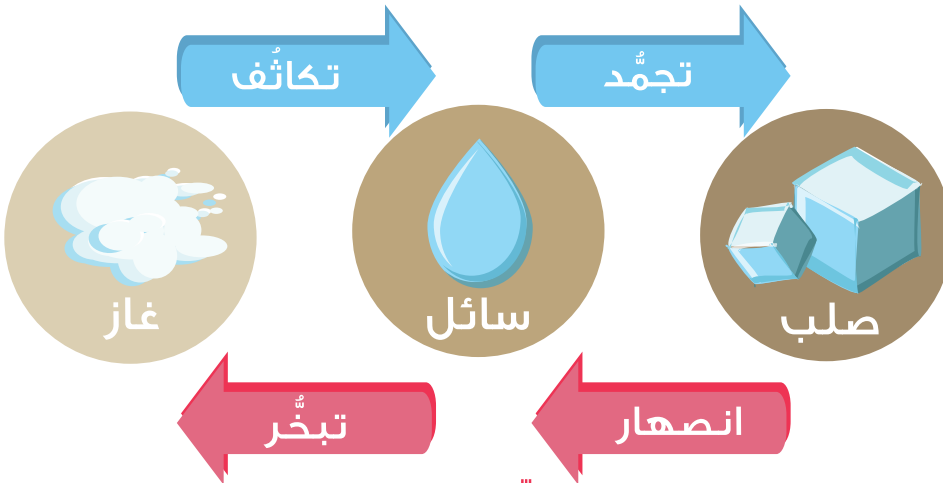 تجمُّد
تكاثُف
صلب
سائل
غاز
انصهار
تبخُّر